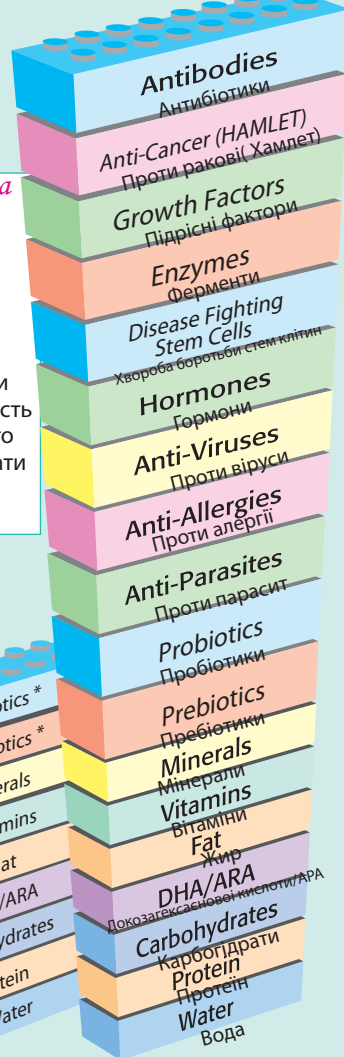 Antibodies
Антибіотики
Anti-Cancer (HAMLET)
Проти ракові( Хамлет)
Growth Factors
Підрісні фактори
Enzymes
Ферменти
Disease Fighting
Stem Cells
Хвороба боротьби стем клітин
Hormones
Гормони
Anti-Viruses
Проти віруси
Anti-Allergies
Проти алергії
Anti-Parasites
Проти парасит
Probiotics
Пробіотики
Prebiotics
Пребіотики
Minerals
Мінерали
Vitamins
Вітаміни
Fat
Жир
DHA/ARA
Докозагексаєнової кислоти/АРА
Carbohydrates
Карбогідрати
Protein
Протеїн
Water
Вода